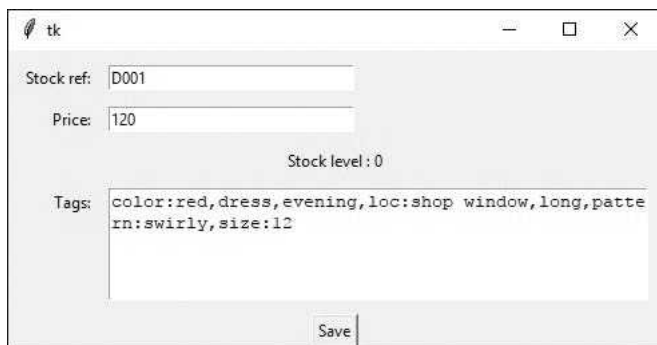 tk
Stock ref: D001
Price: 120
Stock level : 0
Tags: color:red,dress,evening,loc:shop window,long,patte
rn:swirly,size:12
Save